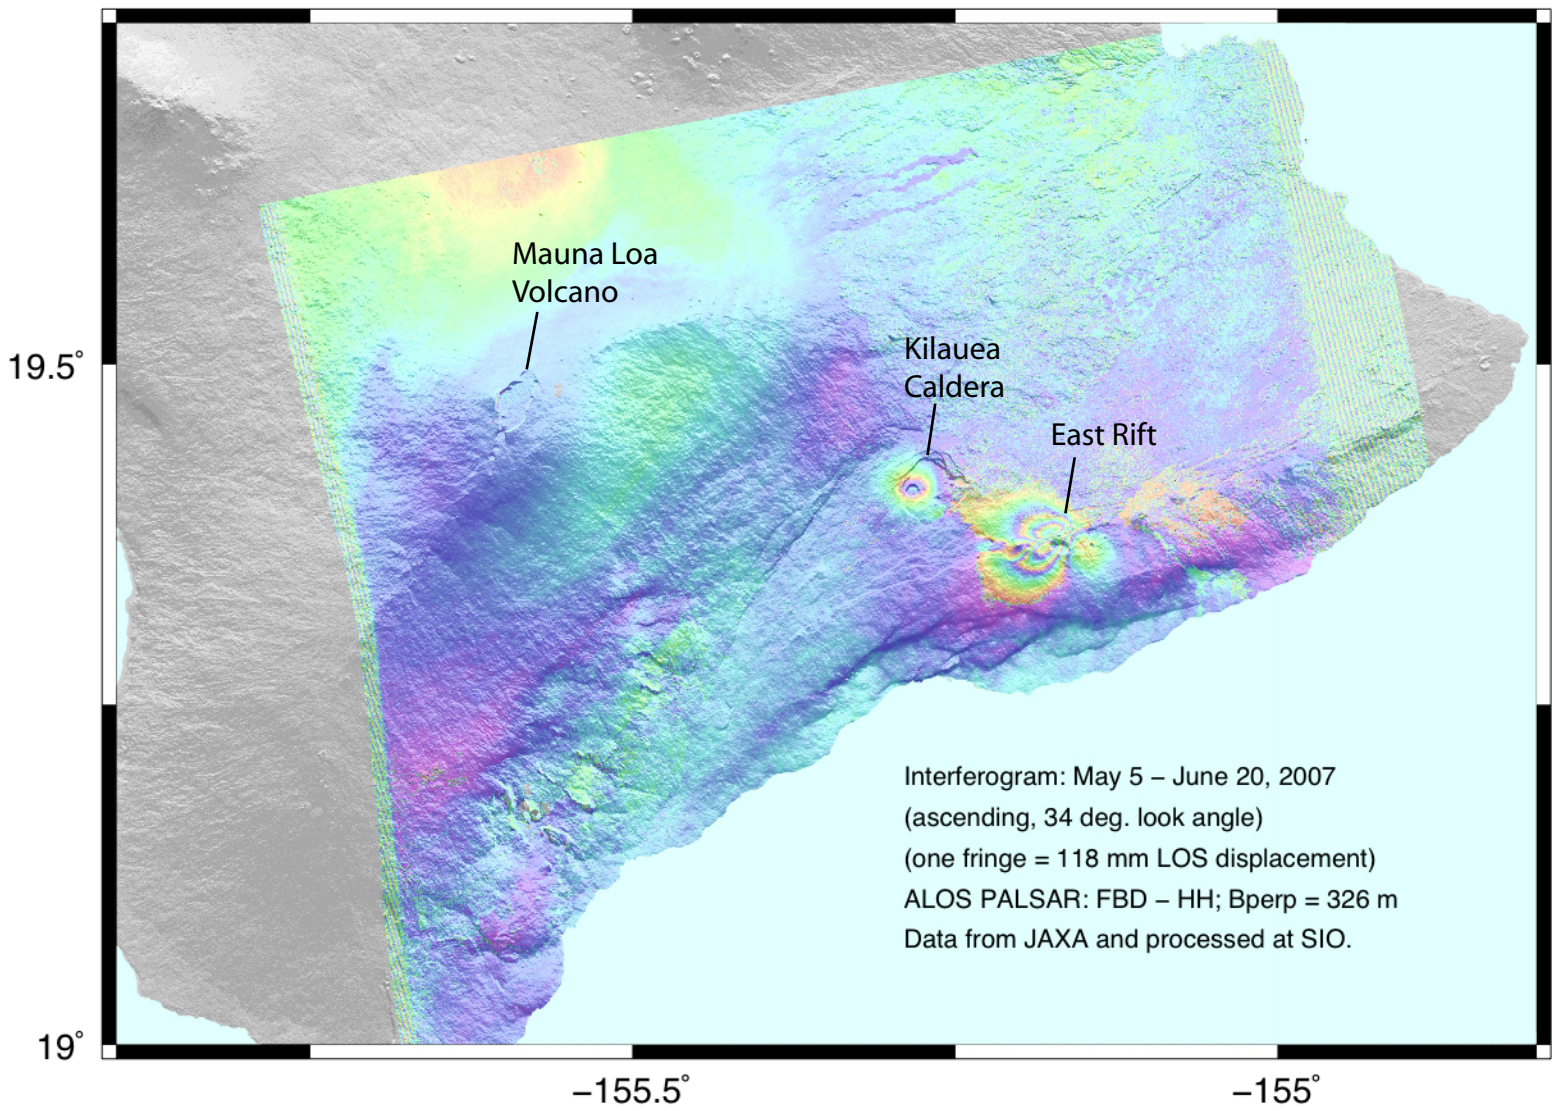 Mauna Loa
Volcano
Kilauea
Caldera
East Rift
19.5°
Interferogram: May 5 – June 20, 2007
(ascending, 34 deg. look angle)
(one fringe = 118 mm LOS displacement)
ALOS PALSAR: FBD – HH; Bperp = 326 m
Data from JAXA and processed at SIO.
19°
−155.5°
−155°